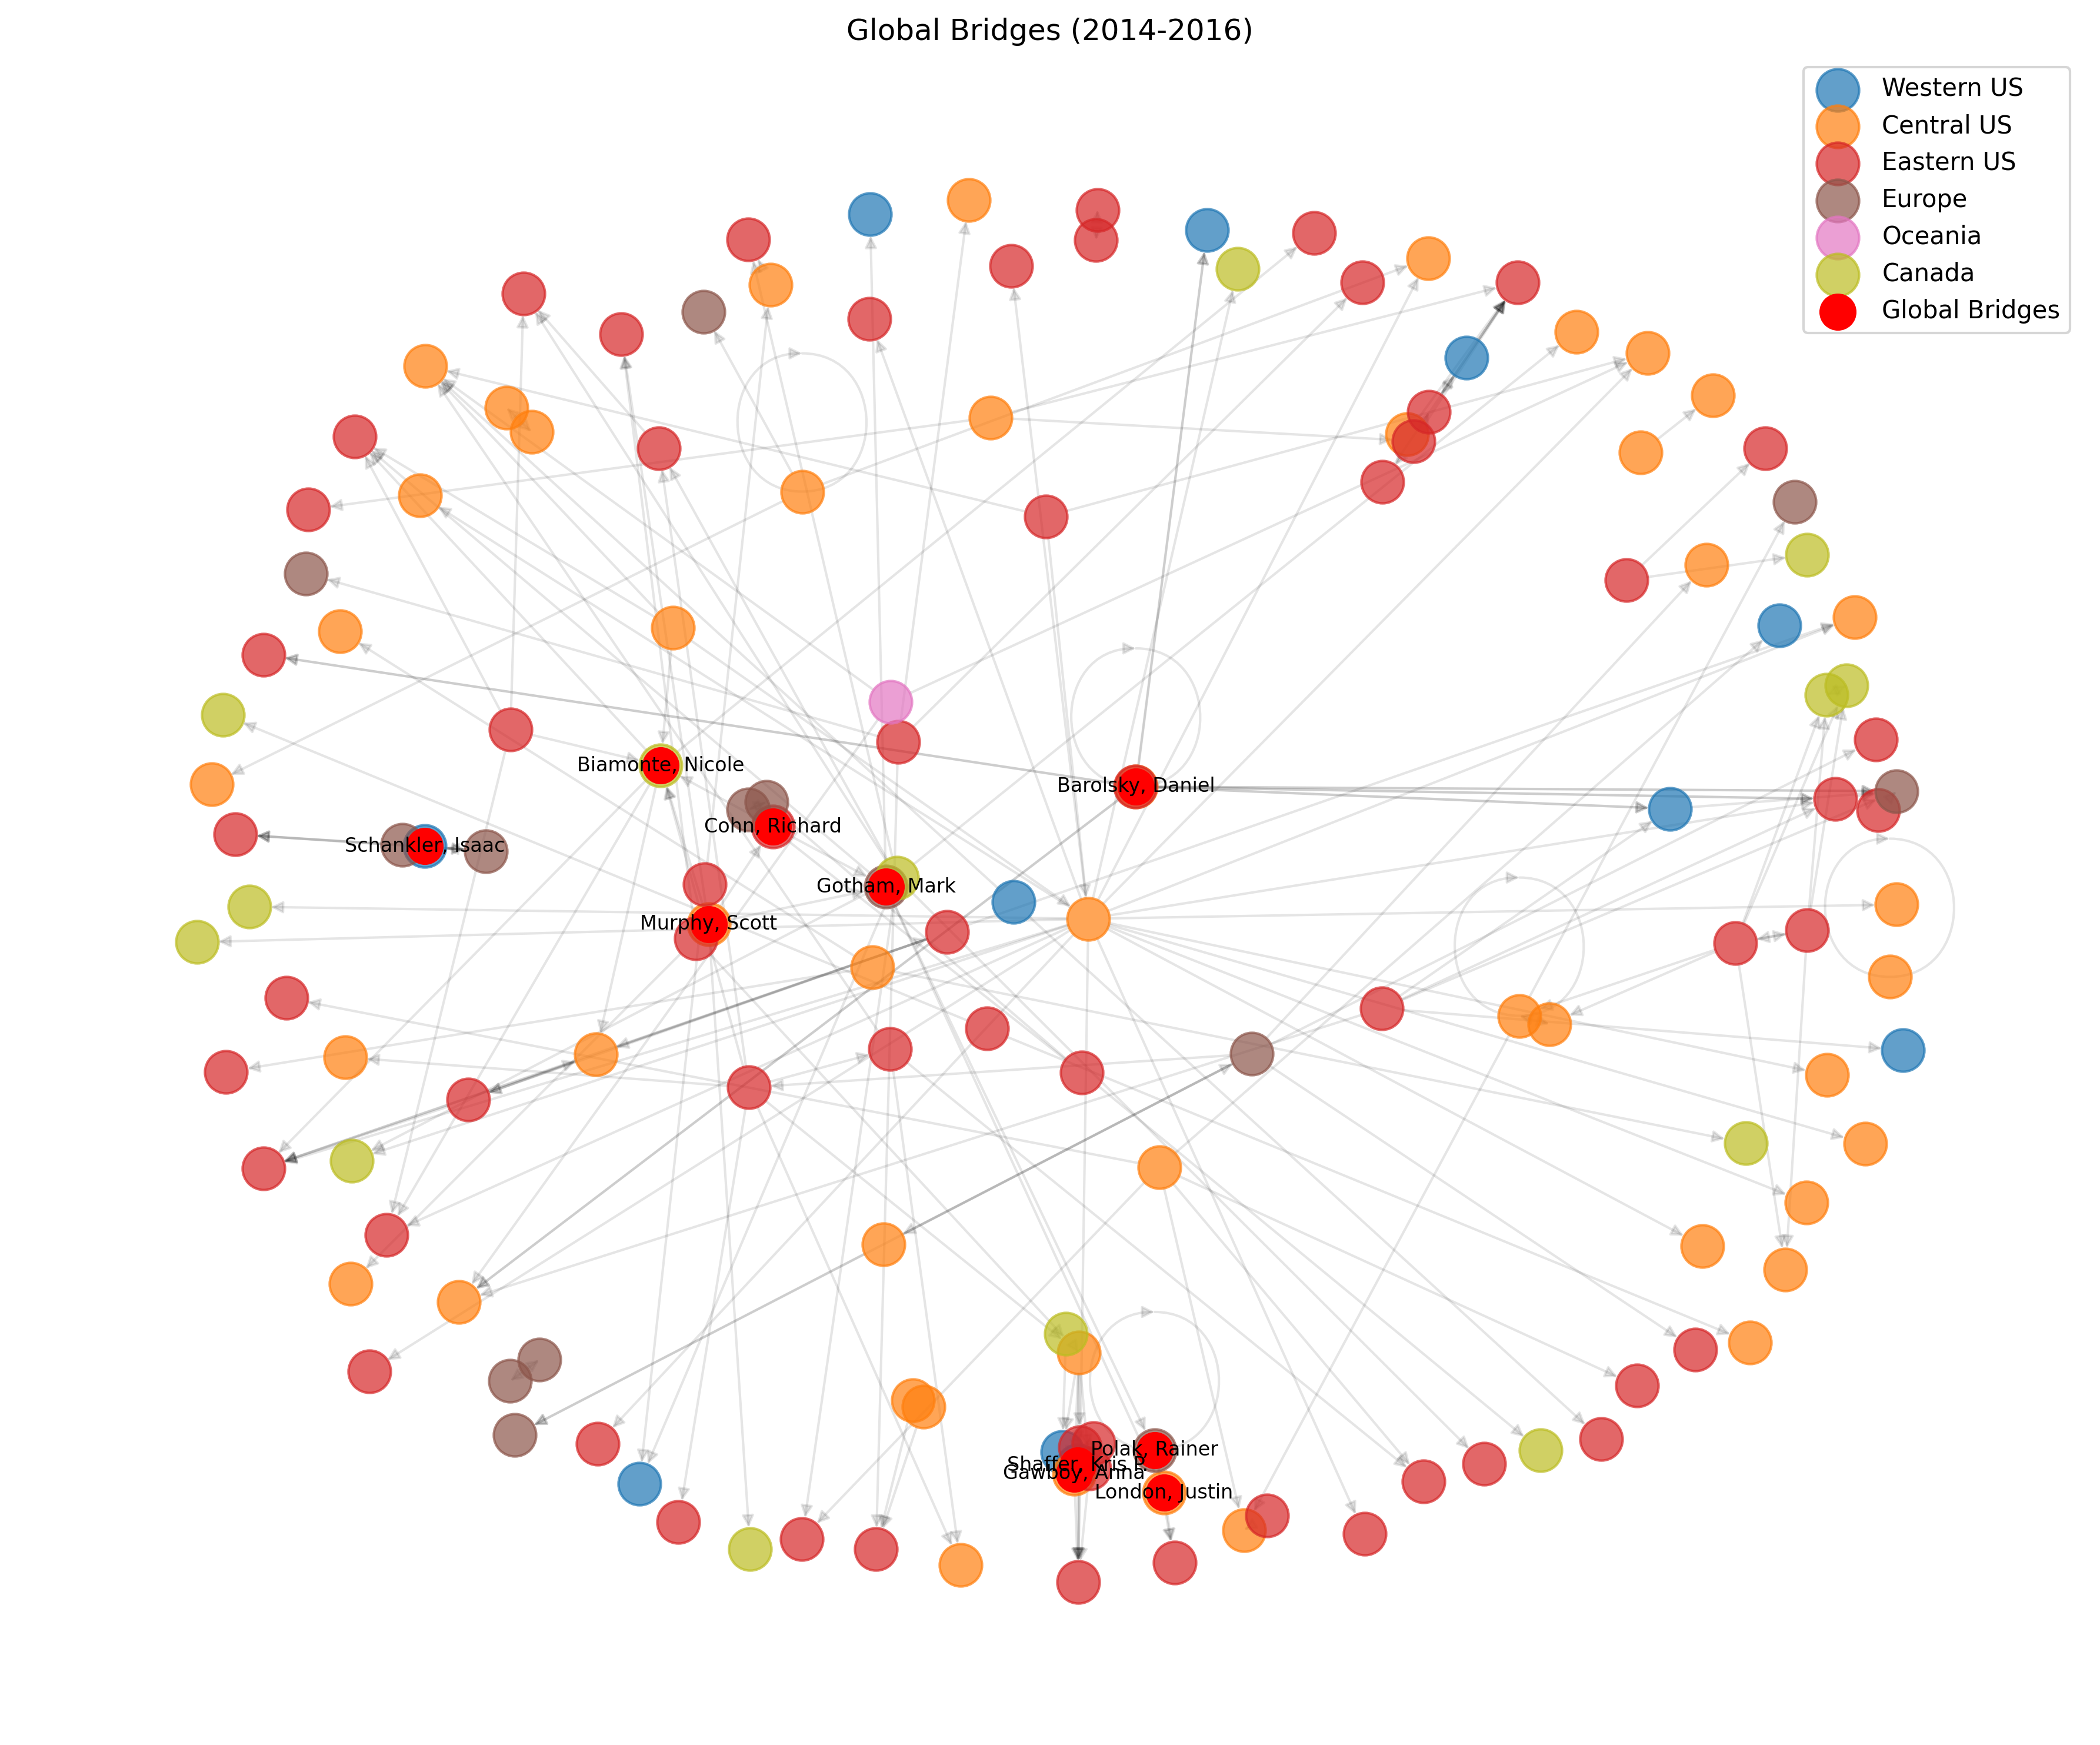 Global Bridges (2014-2016)
Western US
Central US
Eastern US
Europe
Oceania
Canada
Global Bridges
Biamonte, Nicole
Barolsky, Daniel
Cohn, Richard
Schankler, Isaac
Gotham, Mark
Murphy, Scott
Polak, Rainer
Shaffer, Kris P.
Gawboy, Anna
London, Justin